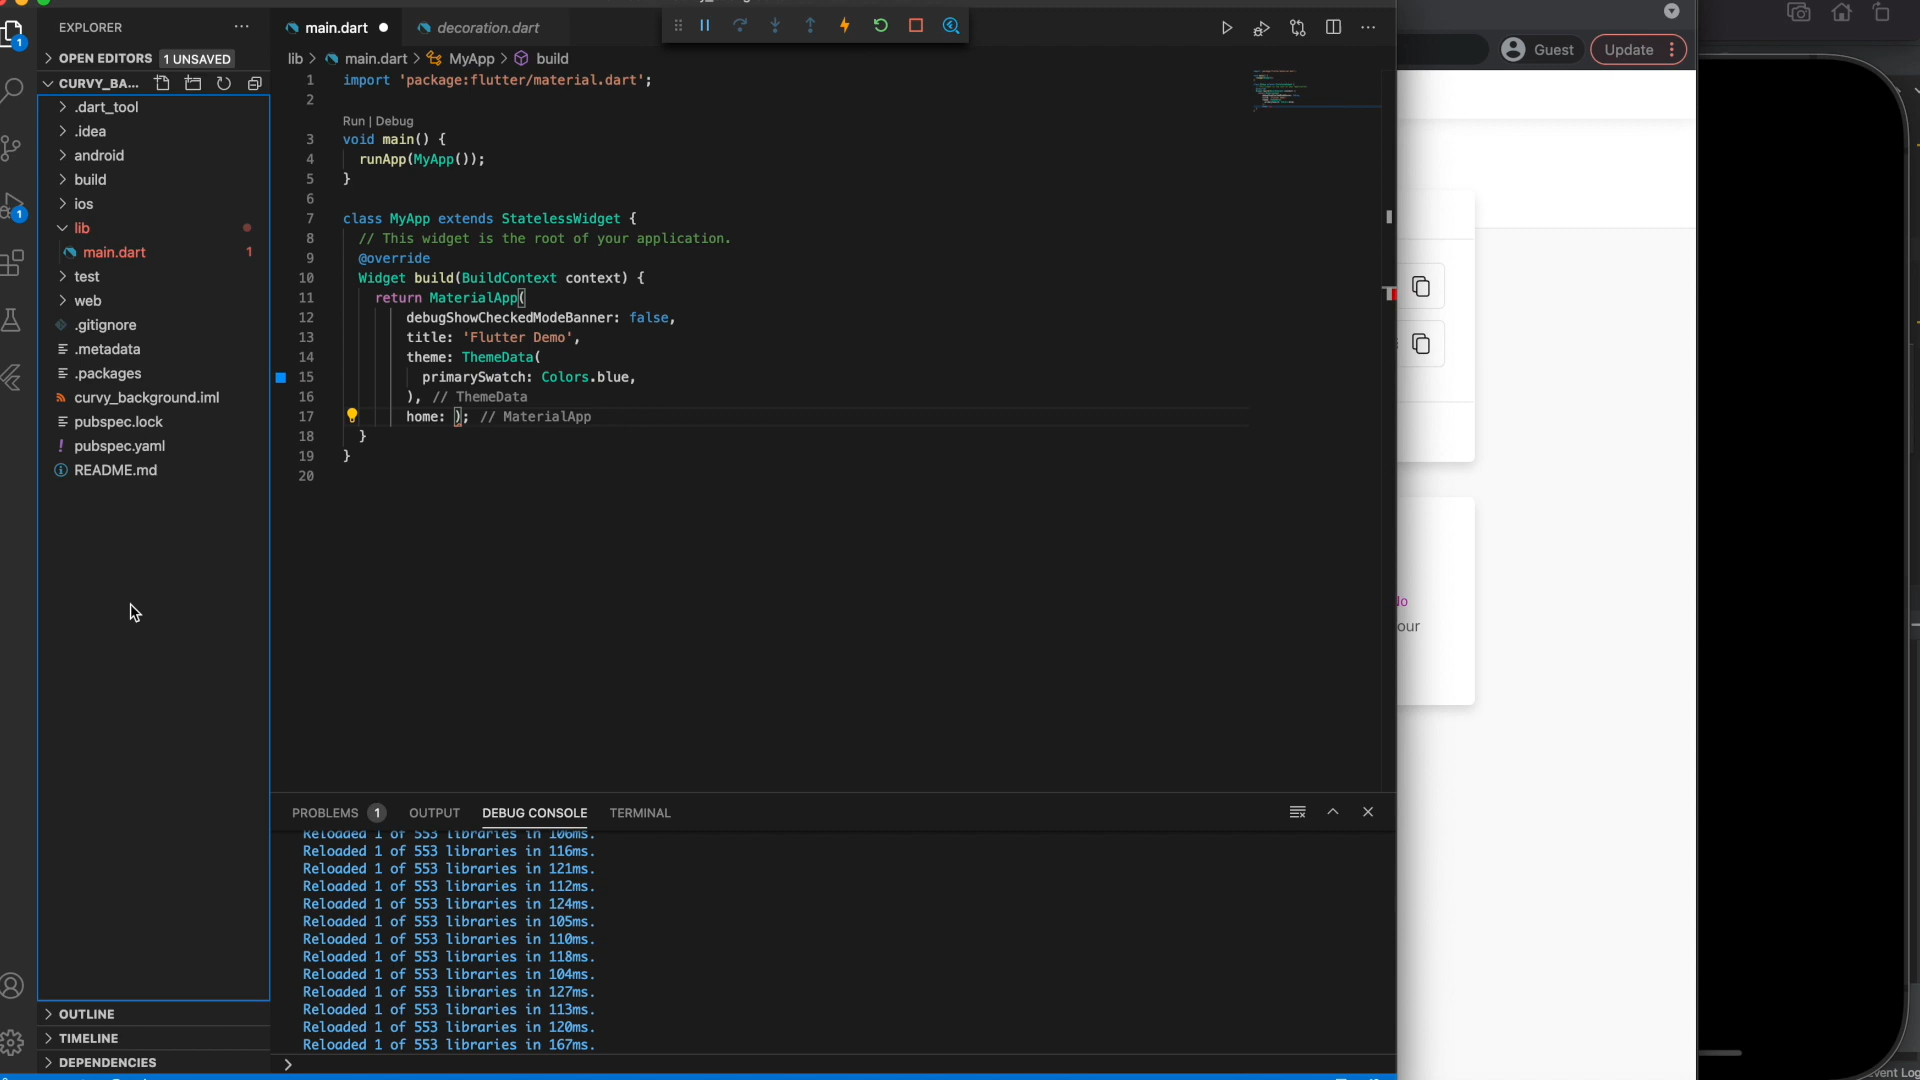 EXPLORER
main.dart
decoration.dart
Guest
Update
OPEN EDITORS 1 UNSAVED
lib > main.dart > MyApp > build
CURVY_BA...
.dart_tool
.idea
android
build
ios
lib
main.dart 1
test
web
.gitignore
.metadata
.packages
curvy_background.iml
pubspec.lock
pubspec.yaml
README.md
1 import 'package:flutter/material.dart';
2
Run | Debug
3 void main() {
4 runApp(MyApp());
5 }
6
7 class MyApp extends StatelessWidget {
8 // This widget is the root of your application.
9 @override
10 Widget build(BuildContext context) {
11 return MaterialApp(
12 debugShowCheckedModeBanner: false,
13 title: 'Flutter Demo',
14 theme: ThemeData(
15 primarySwatch: Colors.blue,
16 ), // ThemeData
17 home: ); // MaterialApp
18 }
19 }
20
our
PROBLEMS 1 OUTPUT DEBUG CONSOLE TERMINAL
Reloaded 1 of 553 libraries in 106ms.
Reloaded 1 of 553 libraries in 116ms.
Reloaded 1 of 553 libraries in 121ms.
Reloaded 1 of 553 libraries in 112ms.
Reloaded 1 of 553 libraries in 124ms.
Reloaded 1 of 553 libraries in 105ms.
Reloaded 1 of 553 libraries in 110ms.
Reloaded 1 of 553 libraries in 118ms.
Reloaded 1 of 553 libraries in 104ms.
Reloaded 1 of 553 libraries in 127ms.
Reloaded 1 of 553 libraries in 113ms.
Reloaded 1 of 553 libraries in 120ms.
Reloaded 1 of 553 libraries in 167ms.
OUTLINE
TIMELINE
DEPENDENCIES
vent Log